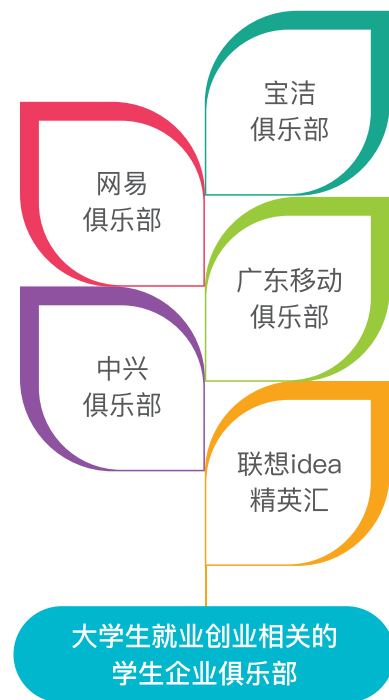 宝洁
俱乐部
网易
俱乐部
广东移动
俱乐部
中兴
俱乐部
联想idea
精英汇
大学生就业创业相关的
学生企业俱乐部